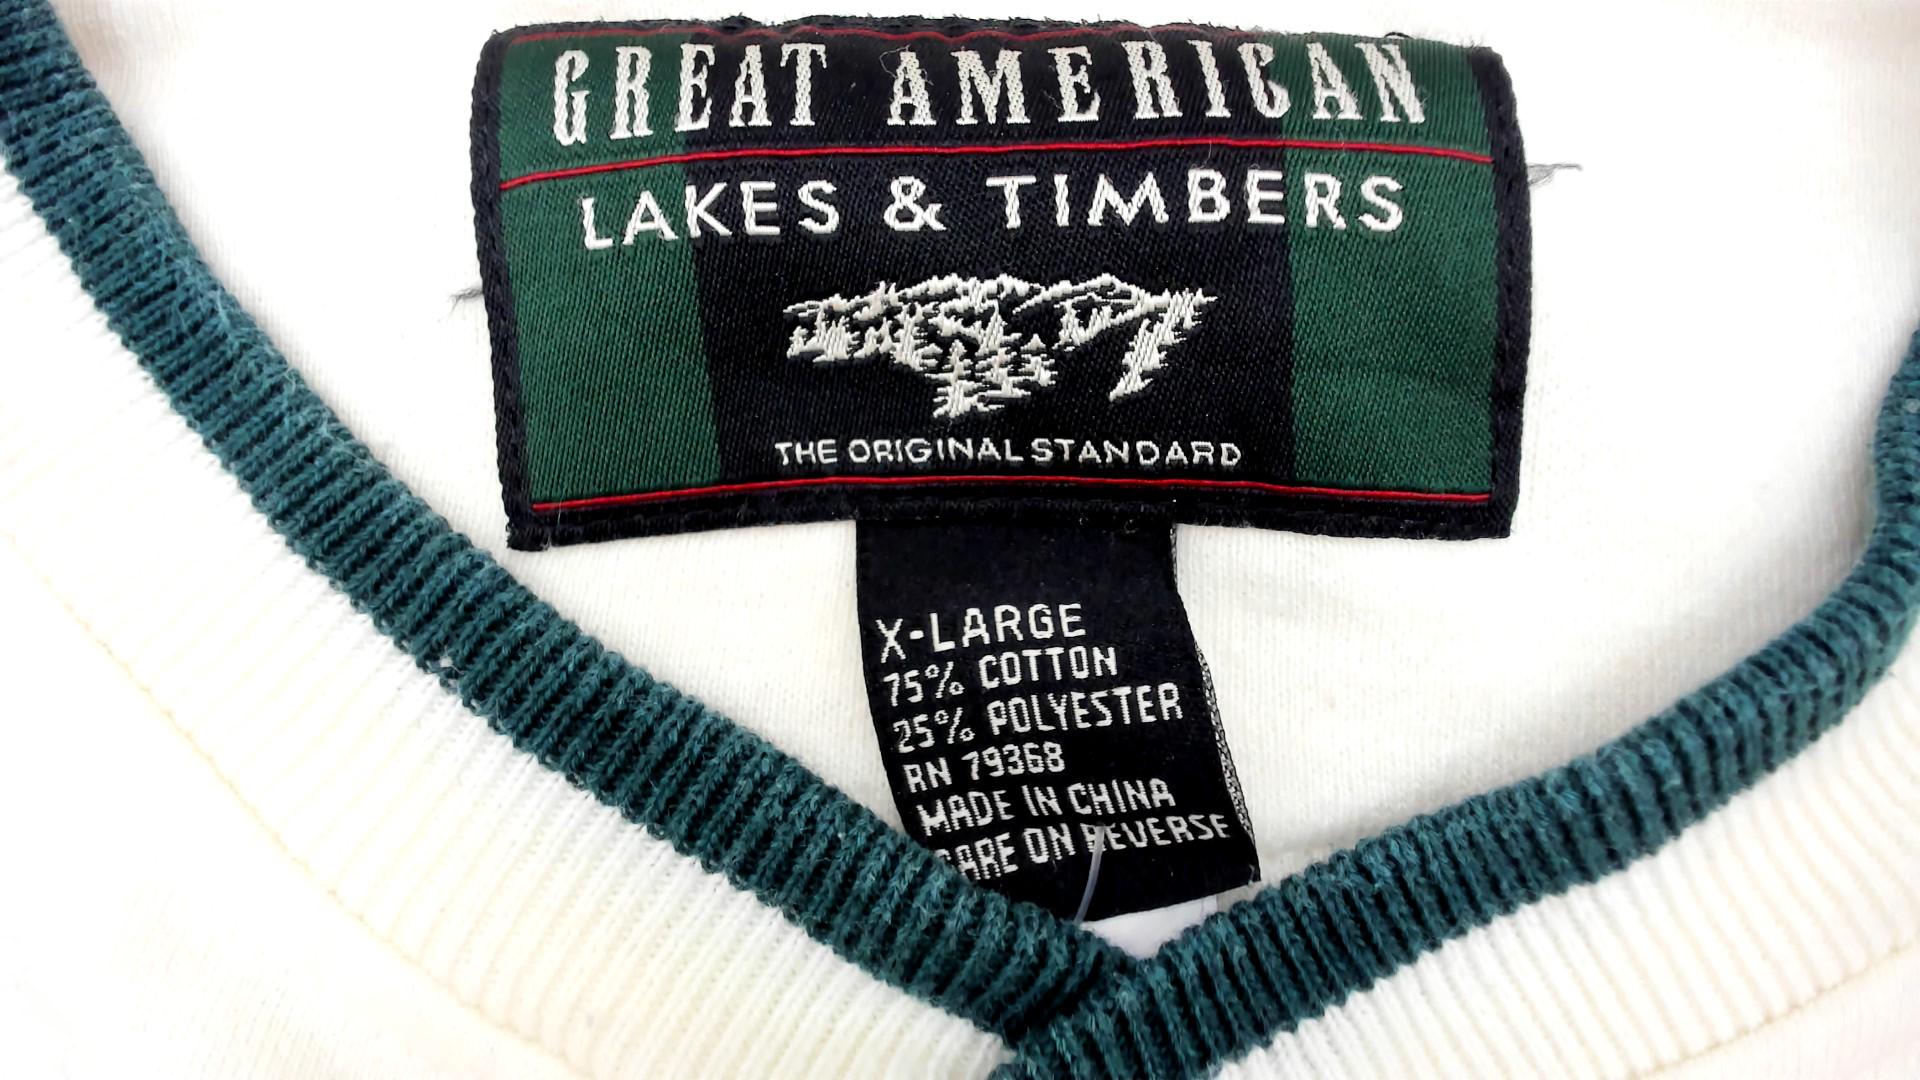 GREAT AMERICAN
LAKES & TIMBERS
THE ORIGINAL STANDARD
X-LARGE
75% COTTON
25% POLYESTER
RN 79368
MADE IN CHINA
CARE ON REVERSE